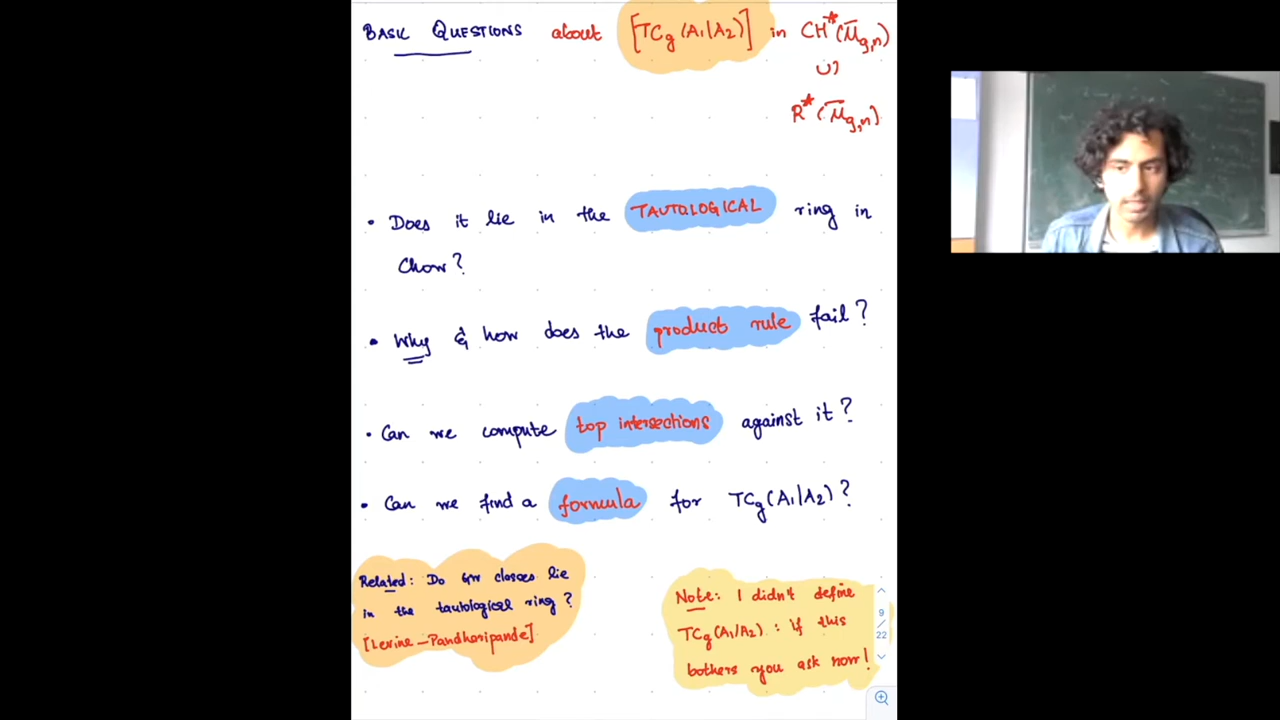 BASIC QUESTIONS about [TCg(A1|A2)] in CH*(M̄g,n)
∪
R*(M̄g,n)
• Does it lie in the TAUTOLOGICAL ring in
Chow?
• Why & how does the product rule fail?
• Can we compute top intersections against it?
• Can we find a formula for TCg(A1|A2)?
Related: Do GW classes lie
in the tautological ring?
[Levine-Pandharipande]
Note: I didn't define
TCg(A1/A2): if this
bothers you ask now!
9
/
22